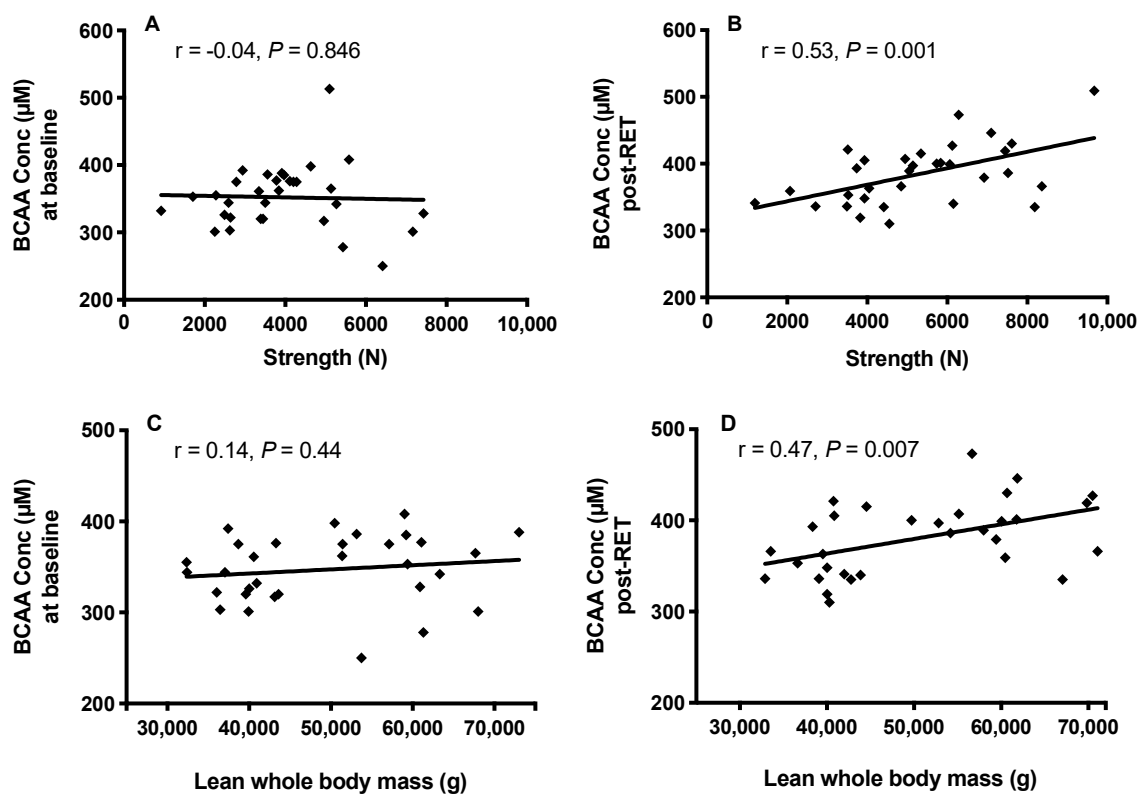 A
r = -0.04, P = 0.846
BCAA Conc (µM)
at baseline
600
500
400
300
200
0
2000
4000
6000
8000
10,000
Strength (N)
B
r = 0.53, P = 0.001
BCAA Conc (µM)
post-RET
600
500
400
300
200
0
2000
4000
6000
8000
10,000
Strength (N)
C
r = 0.14, P = 0.44
BCAA Conc (µM)
at baseline
500
400
300
200
30,000
40,000
50,000
60,000
70,000
Lean whole body mass (g)
D
r = 0.47, P = 0.007
BCAA Conc (µM)
post-RET
500
400
300
200
30,000
40,000
50,000
60,000
70,000
Lean whole body mass (g)